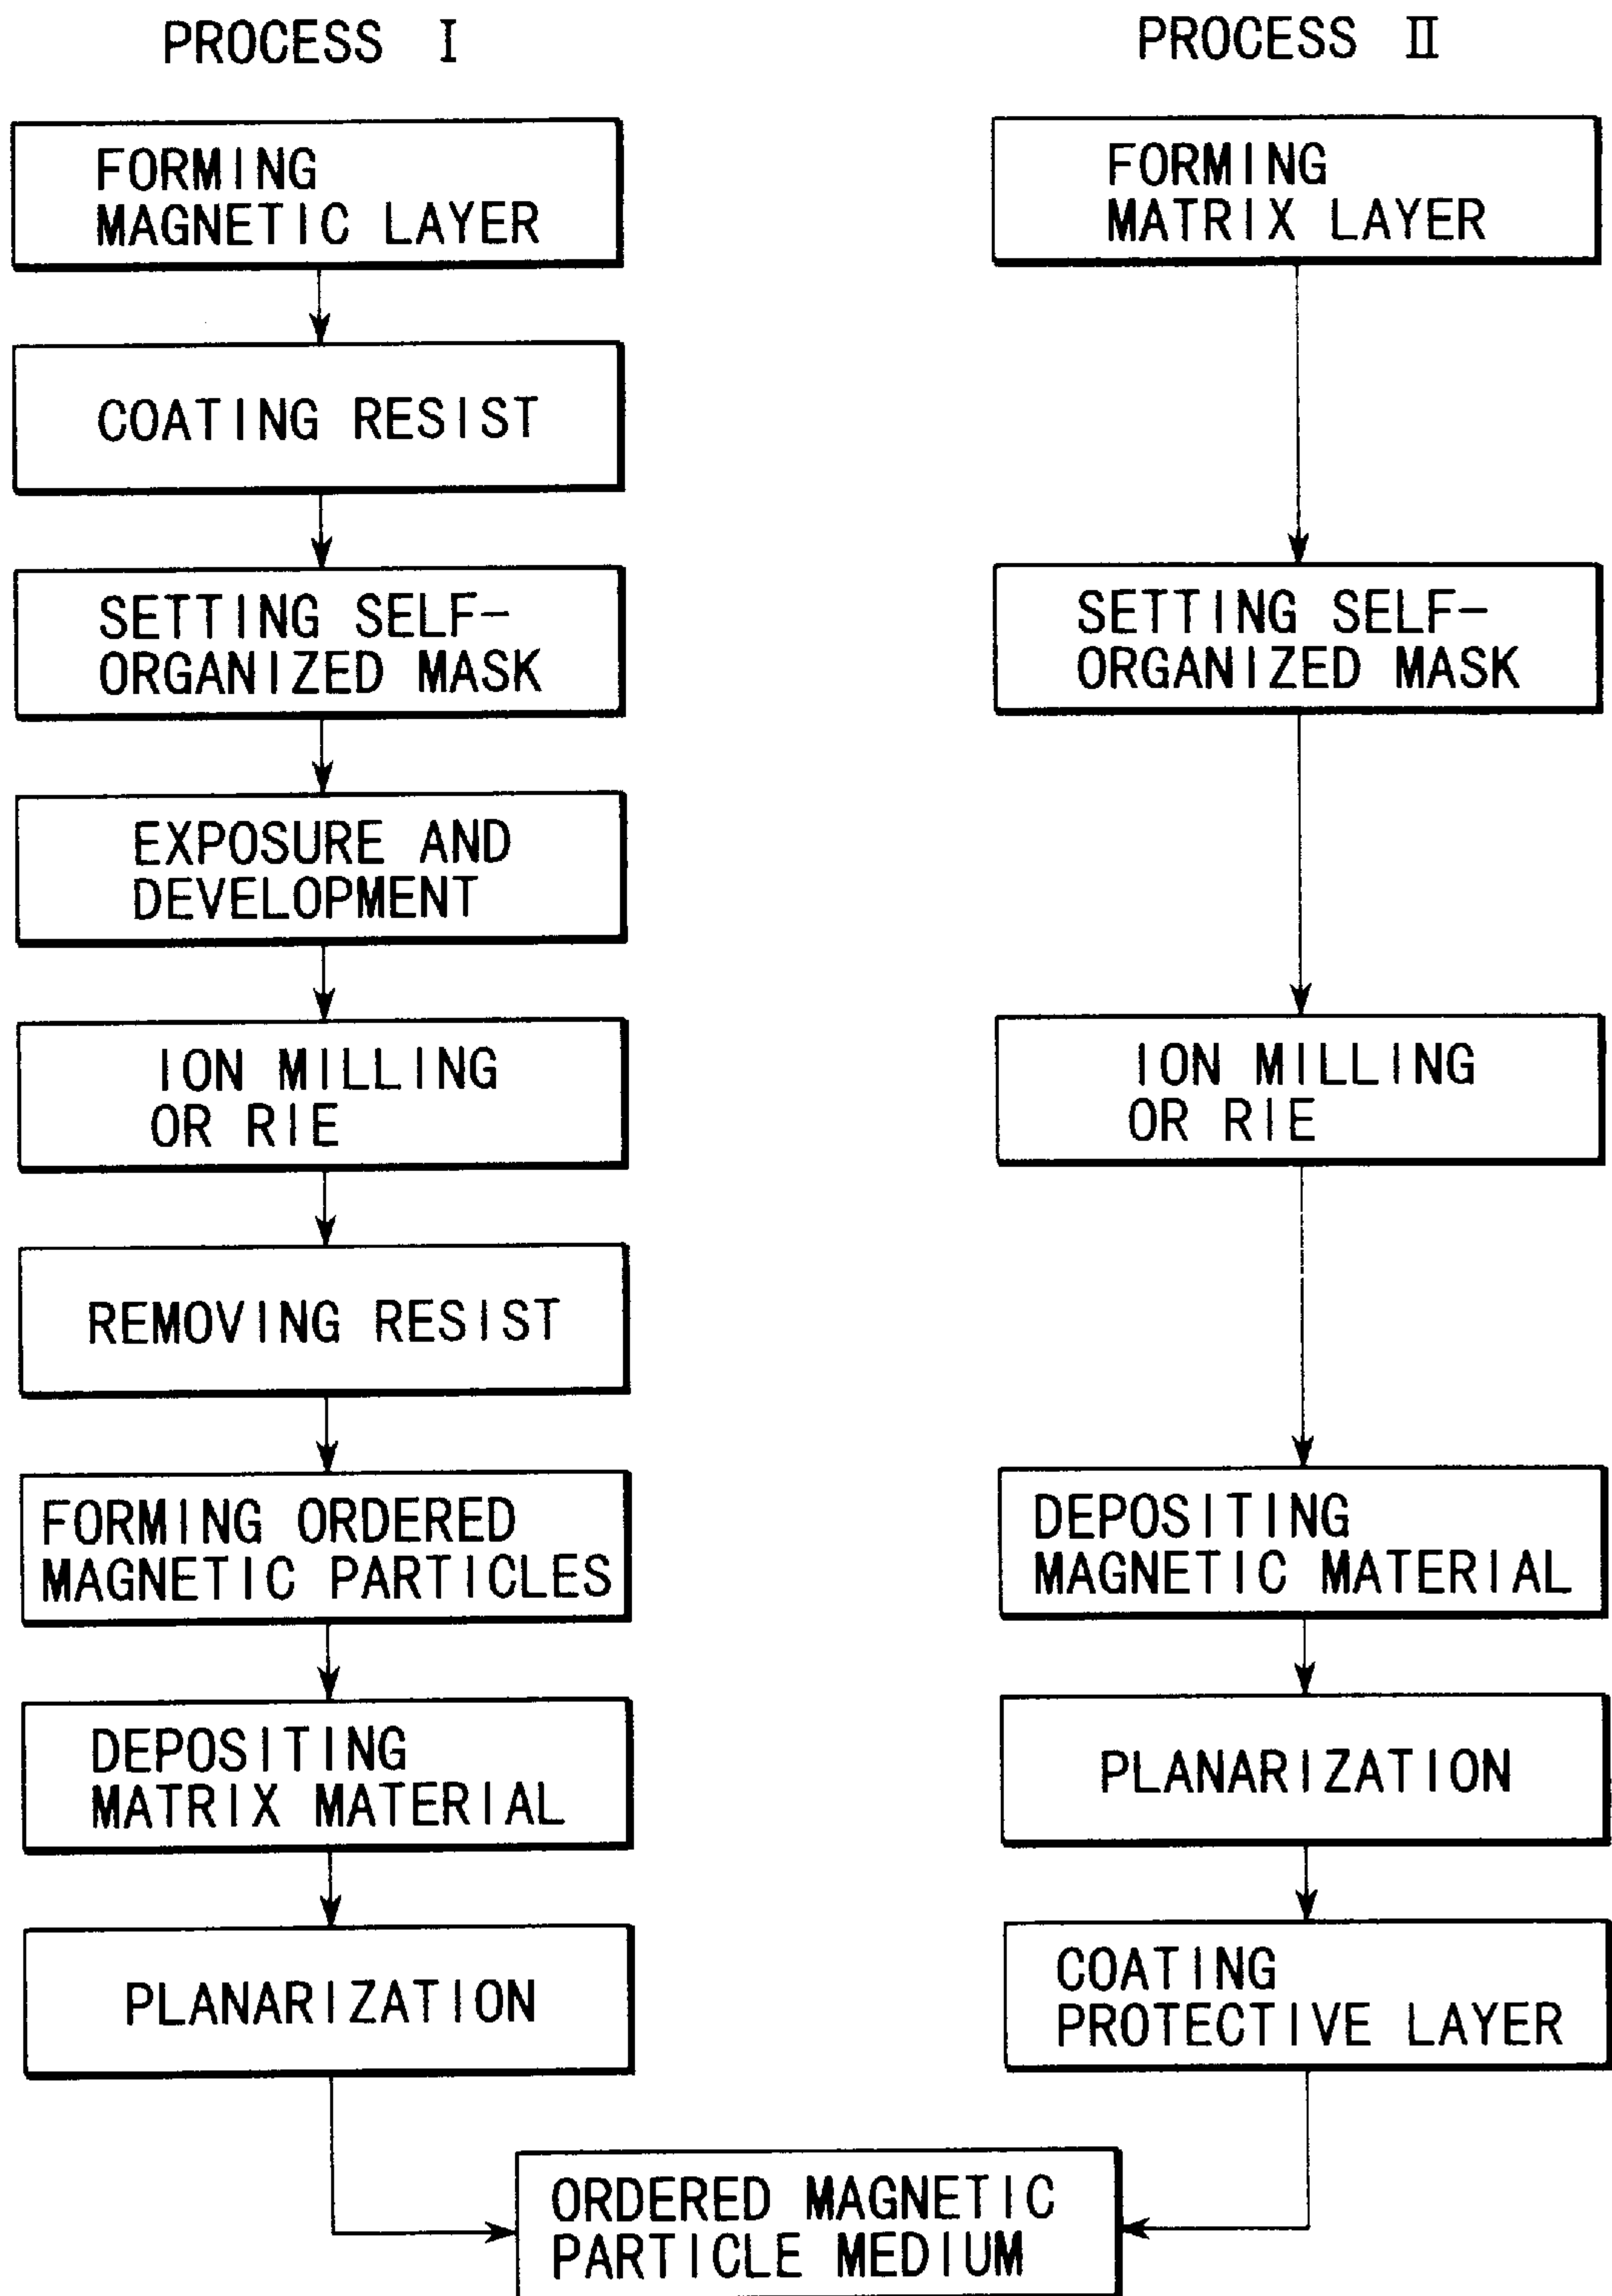 PROCESS I
FORMING
MAGNETIC LAYER
COATING RESIST
SETTING SELF-
ORGANIZED MASK
EXPOSURE AND
DEVELOPMENT
ION MILLING
OR RIE
REMOVING RESIST
FORMING ORDERED
MAGNETIC PARTICLES
DEPOSITING
MATRIX MATERIAL
PLANARIZATION
PROCESS II
FORMING
MATRIX LAYER
SETTING SELF-
ORGANIZED MASK
ION MILLING
OR RIE
DEPOSITING
MAGNETIC MATERIAL
PLANARIZATION
COATING
PROTECTIVE LAYER
ORDERED MAGNETIC
PARTICLE MEDIUM